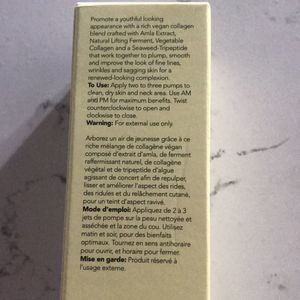 Promote a youthful looking
appearance with a rich vegan collagen
blend crafted with Amla Extract,
Natural Lifting Ferment, Vegetable
Collagen and a Seaweed-Tripeptide
that work together to plump, smooth
and improve the look of fine lines,
wrinkles and sagging skin for a
renewed-looking complexion.
To Use: Apply two to three pumps to
clean, dry skin and neck area. Use AM
and PM for maximum benefits. Twist
counterclockwise to open and
clockwise to close.
Warning: For external use only.
Arborez un air de jeunesse grâce à ce
riche mélange de collagène végan
composé d'extrait d'amla, de ferment
raffermissant naturel, de collagène
végétal et de tripeptide d'algue
agissant de concert afin de repulper,
lisser et améliorer l'aspect des rides,
des ridules et du relâchement cutané,
pour un teint d'aspect ravivé.
Mode d'emploi: Appliquez de 2 à 3
jets de pompe sur la peau nettoyée et
asséchée et la zone du cou. Utilisez
matin et soir, pour des bienfaits
optimaux. Tournez en sens antihoraire
pour ouvrir, et horaire pour fermer.
Mise en garde: Produit réservé à
l'usage externe.